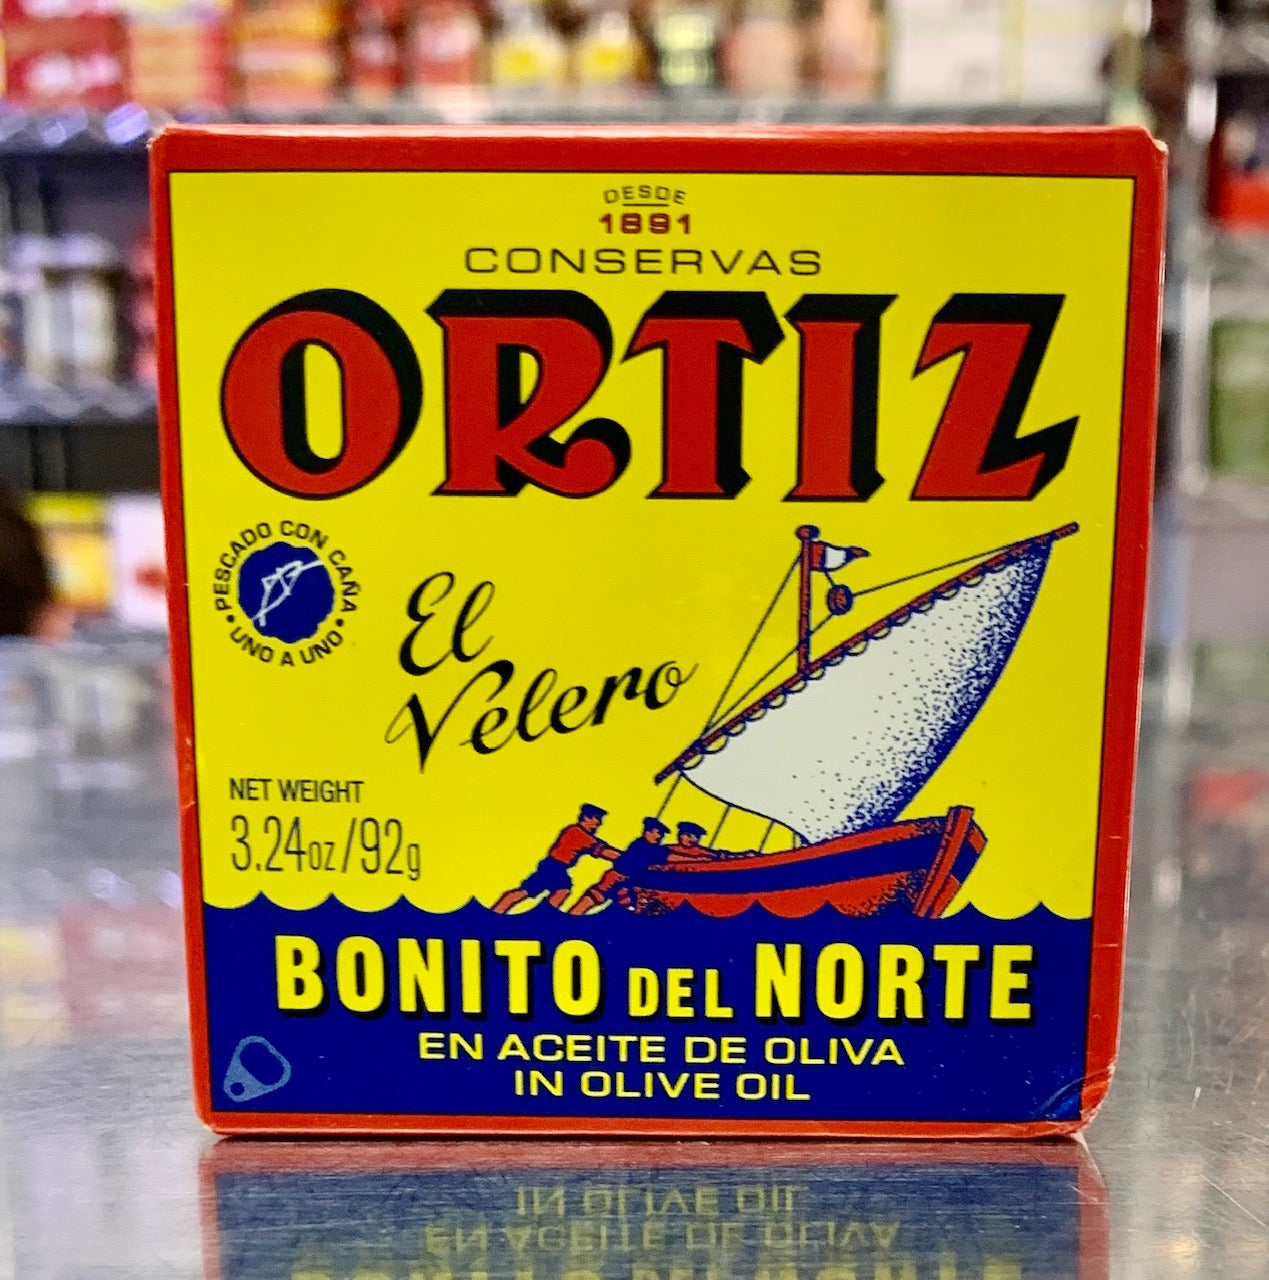 DESDE
1891
CONSERVAS
ORTIZ
PESCADO CON CAÑA
• UNO A UNO •
El
Velero
NET WEIGHT
3.24oz/92g
BONITO DEL NORTE
EN ACEITE DE OLIVA
IN OLIVE OIL